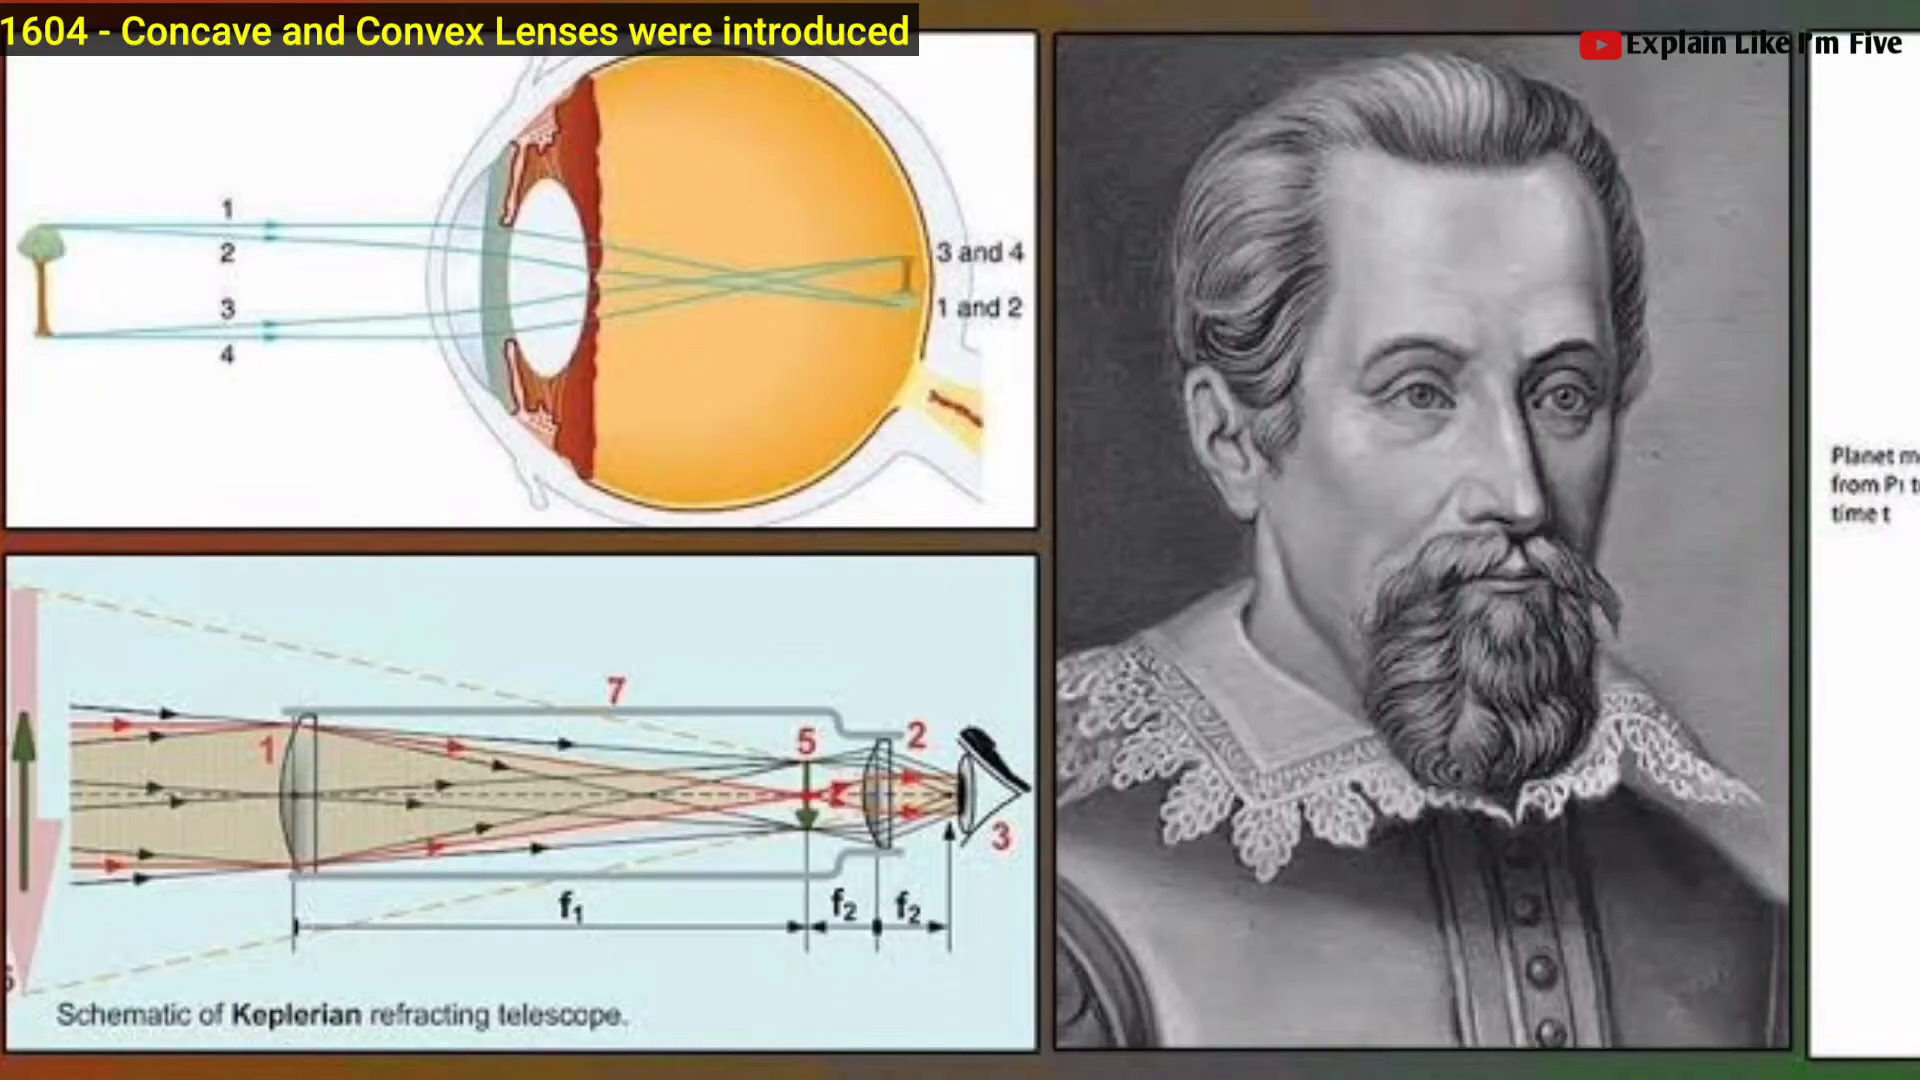 1604 - Concave and Convex Lenses were introduced
Explain Like I'm Five
1
2
3
4
3 and 4
1 and 2
7
1
5
2
3
f₁
f₂
f₂
Schematic of Keplerian refracting telescope.
Planet
from P₁
time t